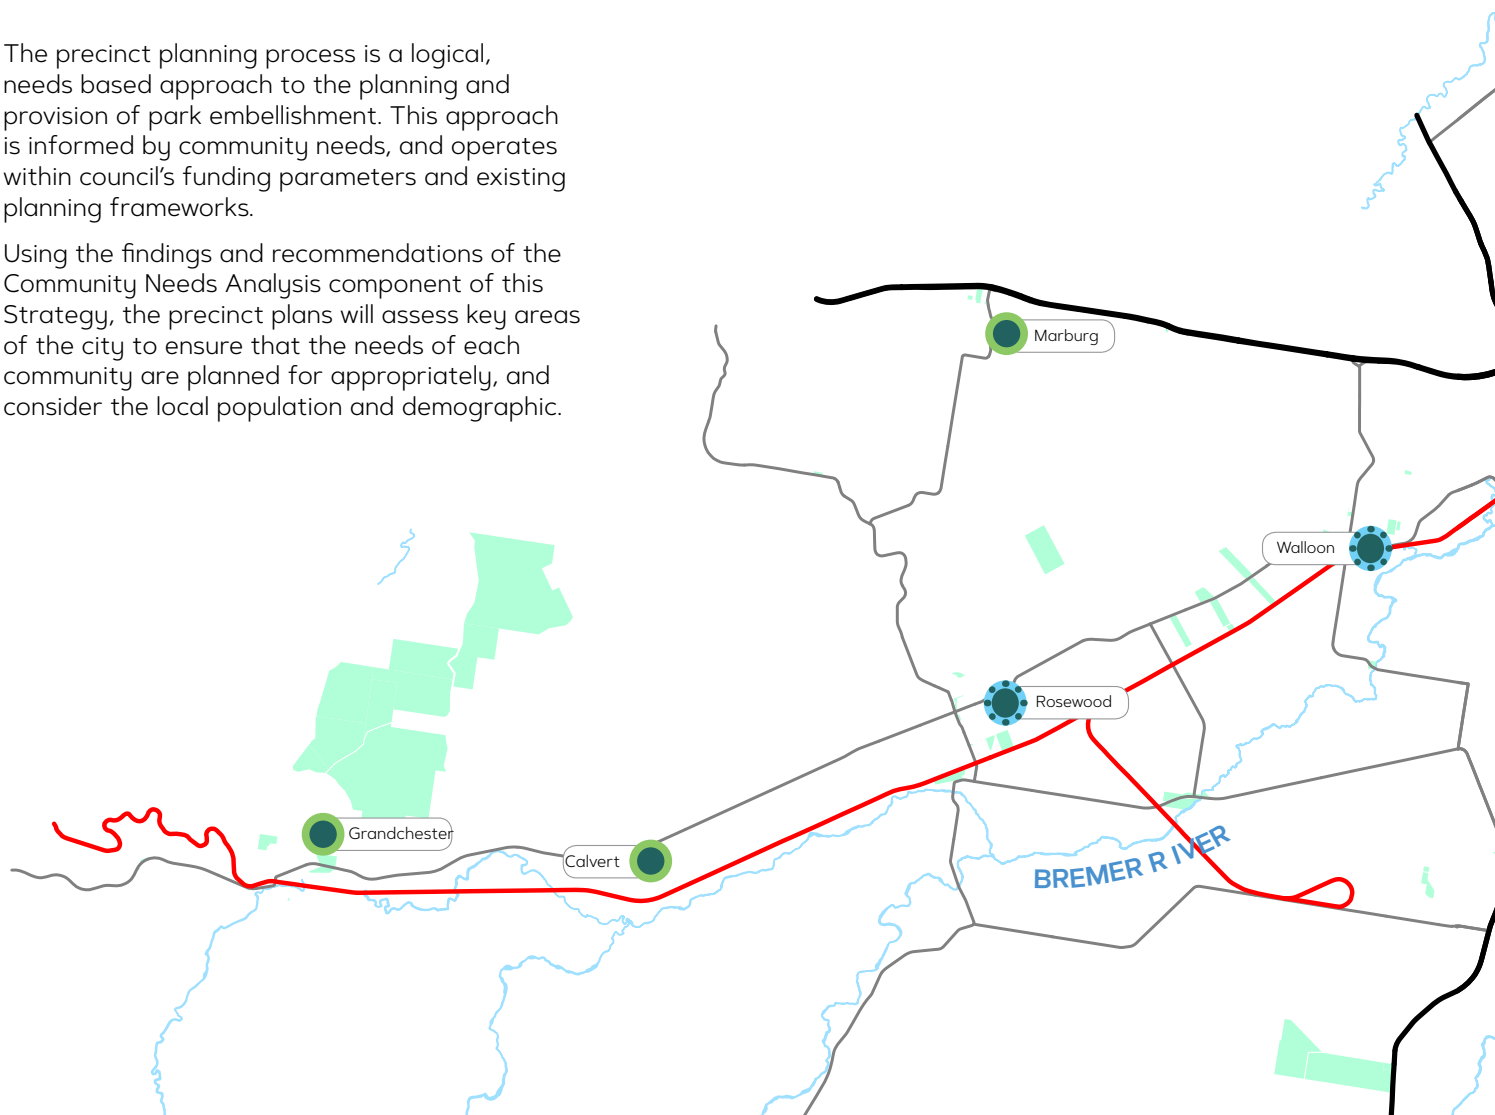 The precinct planning process is a logical,
needs based approach to the planning and
provision of park embellishment. This approach
is informed by community needs, and operates
within council’s funding parameters and existing
planning frameworks.
Using the findings and recommendations of the
Community Needs Analysis component of this
Strategy, the precinct plans will assess key areas
of the city to ensure that the needs of each
community are planned for appropriately, and
consider the local population and demographic.
Marburg
Walloon
Rosewood
Grandchester
Calvert
BREMER R IVER